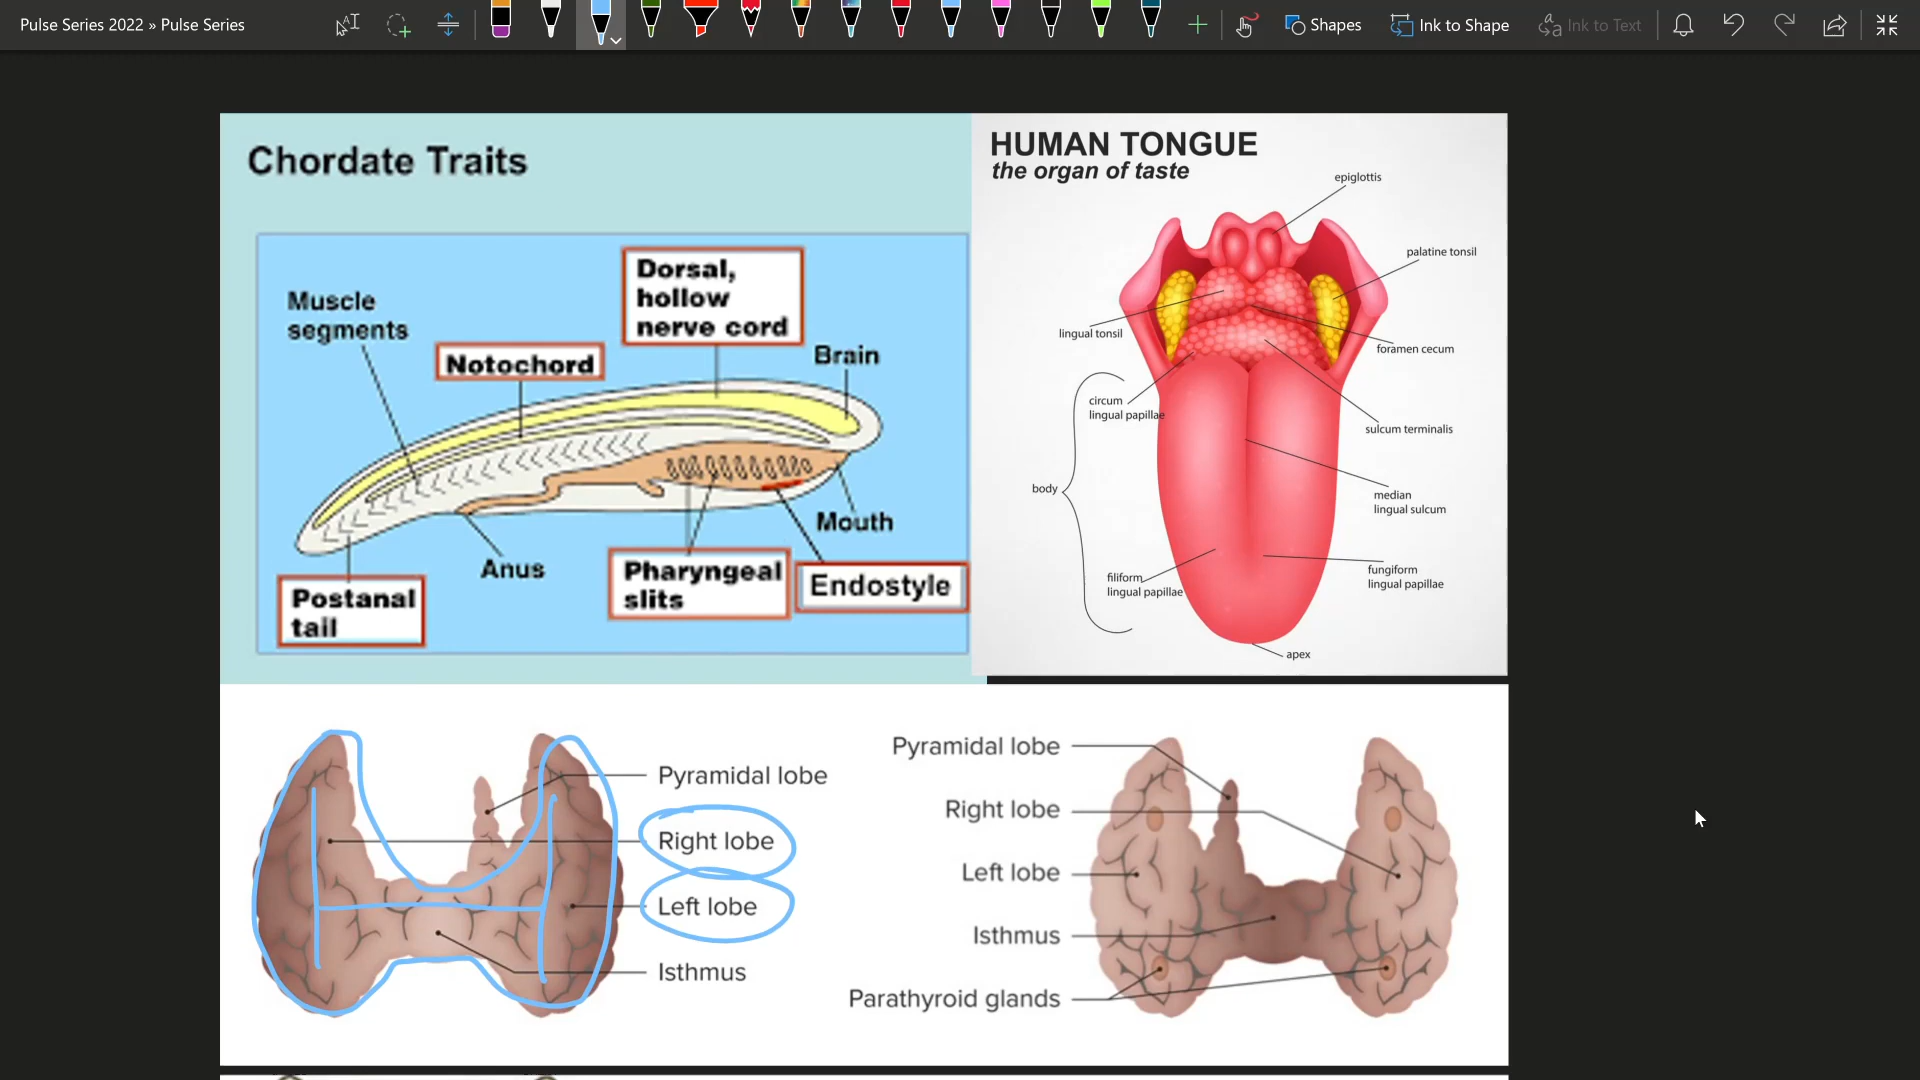 Pulse Series 2022 » Pulse Series
Shapes
Ink to Shape
Ink to Text
Chordate Traits
Muscle
segments
Notochord
Dorsal,
hollow
nerve cord
Brain
Mouth
Anus
Postanal
tail
Pharyngeal
slits
Endostyle
HUMAN TONGUE
the organ of taste
epiglottis
palatine tonsil
lingual tonsil
foramen cecum
circum
lingual papillae
sulcum terminalis
body
median
lingual sulcum
filiform
lingual papillae
fungiform
lingual papillae
apex
Pyramidal lobe
Right lobe
Left lobe
Isthmus
Pyramidal lobe
Right lobe
Left lobe
Isthmus
Parathyroid glands